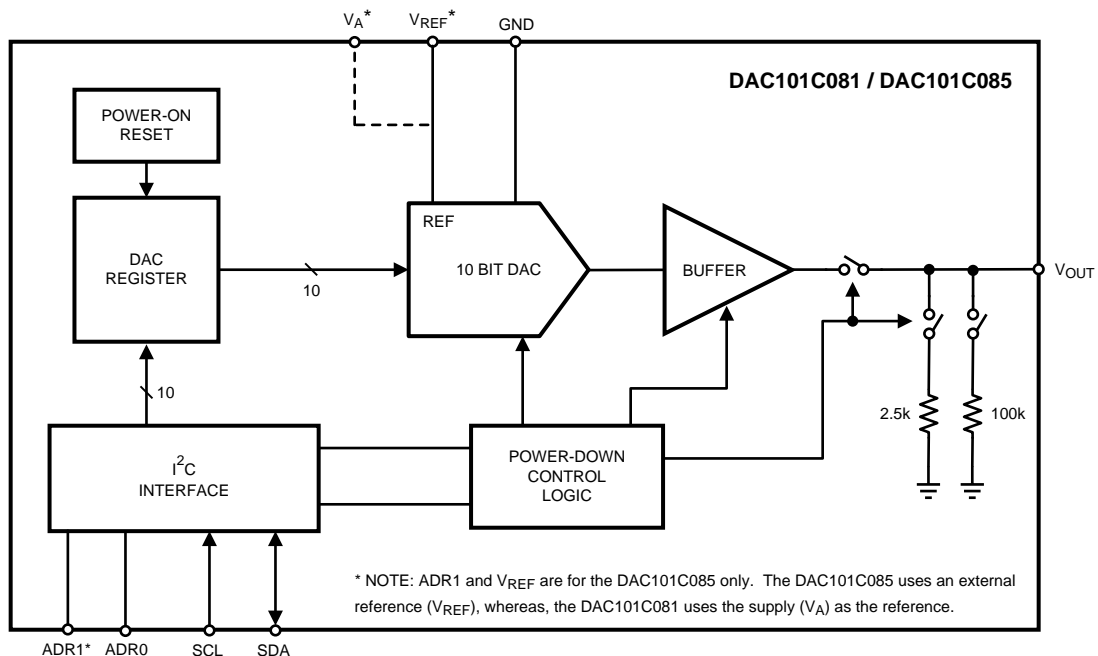 VA* VREF* GND
DAC101C081 / DAC101C085
POWER-ON
RESET
REF
DAC
REGISTER
10 BIT DAC
BUFFER
VOUT
10
10
2.5k
100k
I2C
INTERFACE
POWER-DOWN
CONTROL
LOGIC
* NOTE: ADR1 and VREF are for the DAC101C085 only. The DAC101C085 uses an external
reference (VREF), whereas, the DAC101C081 uses the supply (VA) as the reference.
ADR1* ADR0 SCL SDA